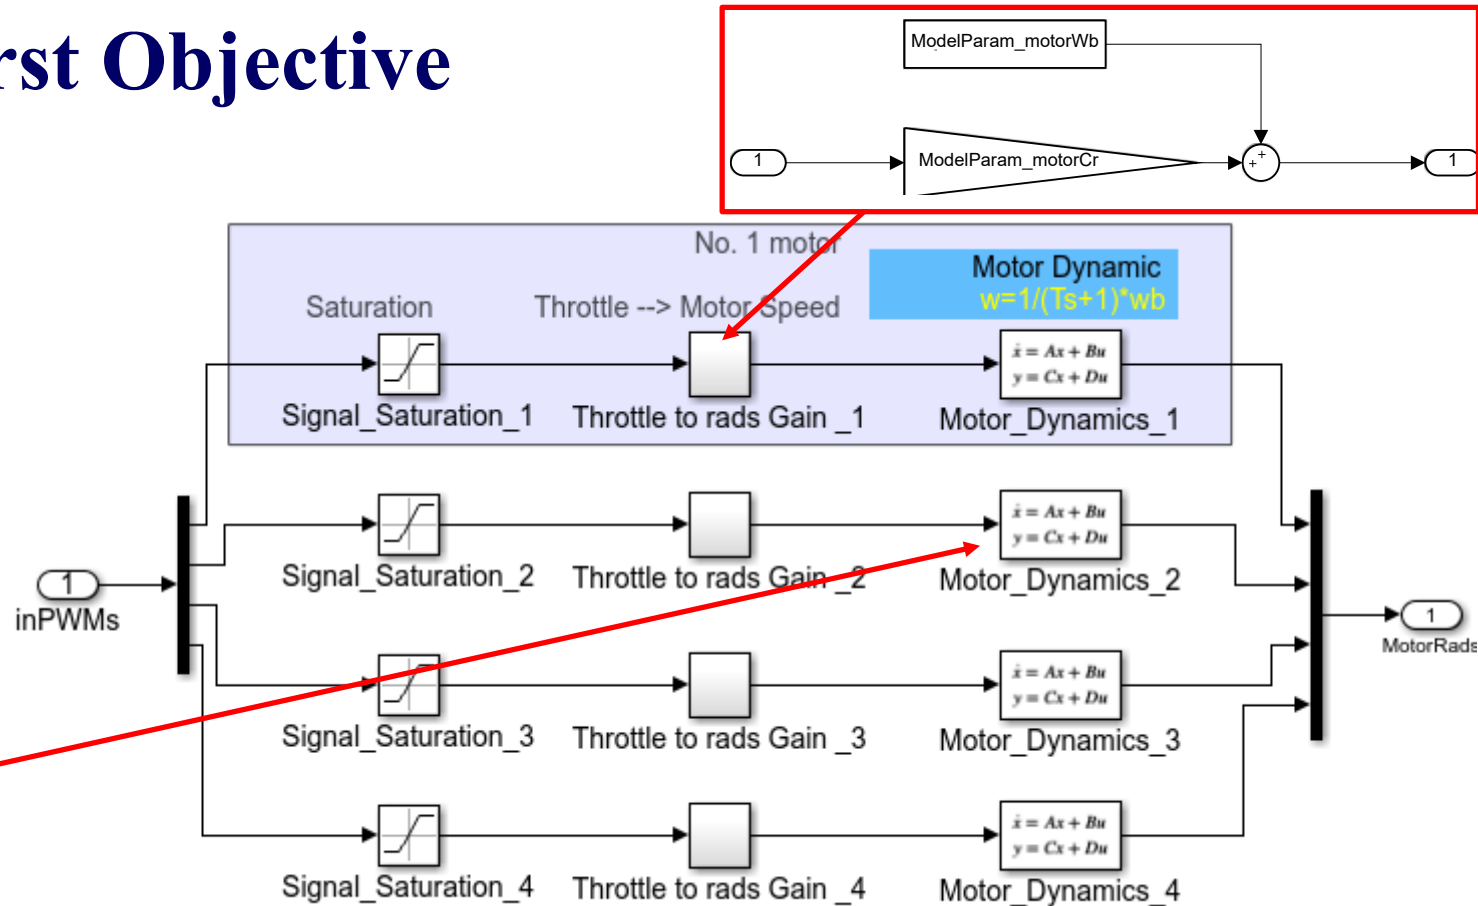 rst Objective
ModelParam_motorWb
1
ModelParam_motorCr
+
+
1
No. 1 motor
Motor Dynamic
w=1/(Ts+1)*wb
Saturation
Throttle --> Motor Speed
ẋ = Ax + Bu
y = Cx + Du
Signal_Saturation_1
Throttle to rads Gain _1
Motor_Dynamics_1
ẋ = Ax + Bu
y = Cx + Du
Signal_Saturation_2
Throttle to rads Gain _2
Motor_Dynamics_2
1
inPWMs
1
MotorRads
ẋ = Ax + Bu
y = Cx + Du
Signal_Saturation_3
Throttle to rads Gain _3
Motor_Dynamics_3
ẋ = Ax + Bu
y = Cx + Du
Signal_Saturation_4
Throttle to rads Gain _4
Motor_Dynamics_4